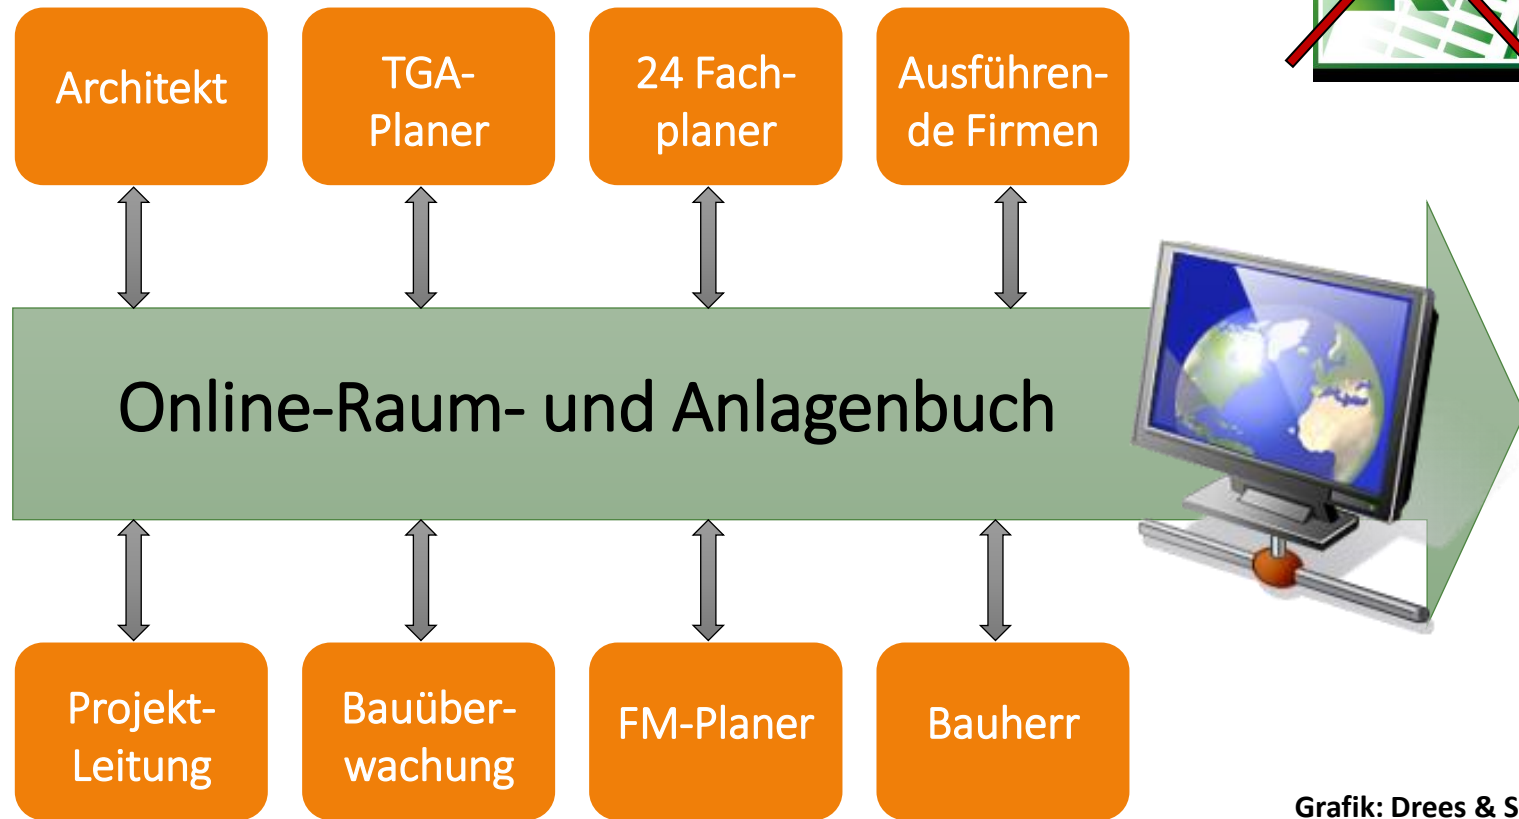 Architekt
TGA-
Planer
24 Fach-
planer
Ausführen-
de Firmen
Online-Raum- und Anlagenbuch
Projekt-
Leitung
Bauüber-
wachung
FM-Planer
Bauherr
Grafik: Drees & S